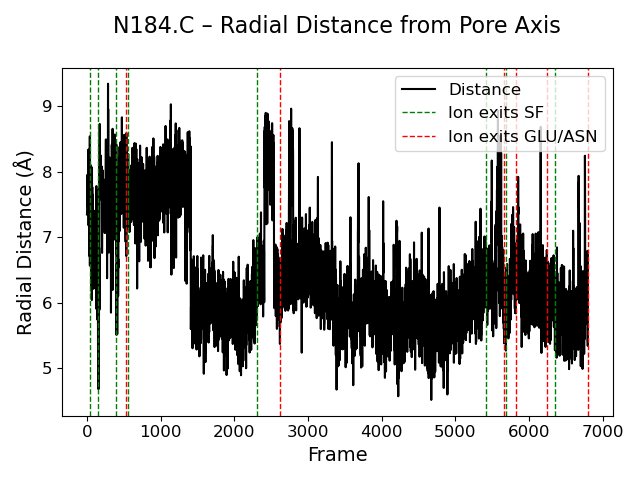 N184.C – Radial Distance from Pore Axis
Distance
Ion exits SF
Ion exits GLU/ASN
Radial Distance (Å)
9
8
7
6
5
0 1000 2000 3000 4000 5000 6000 7000
Frame